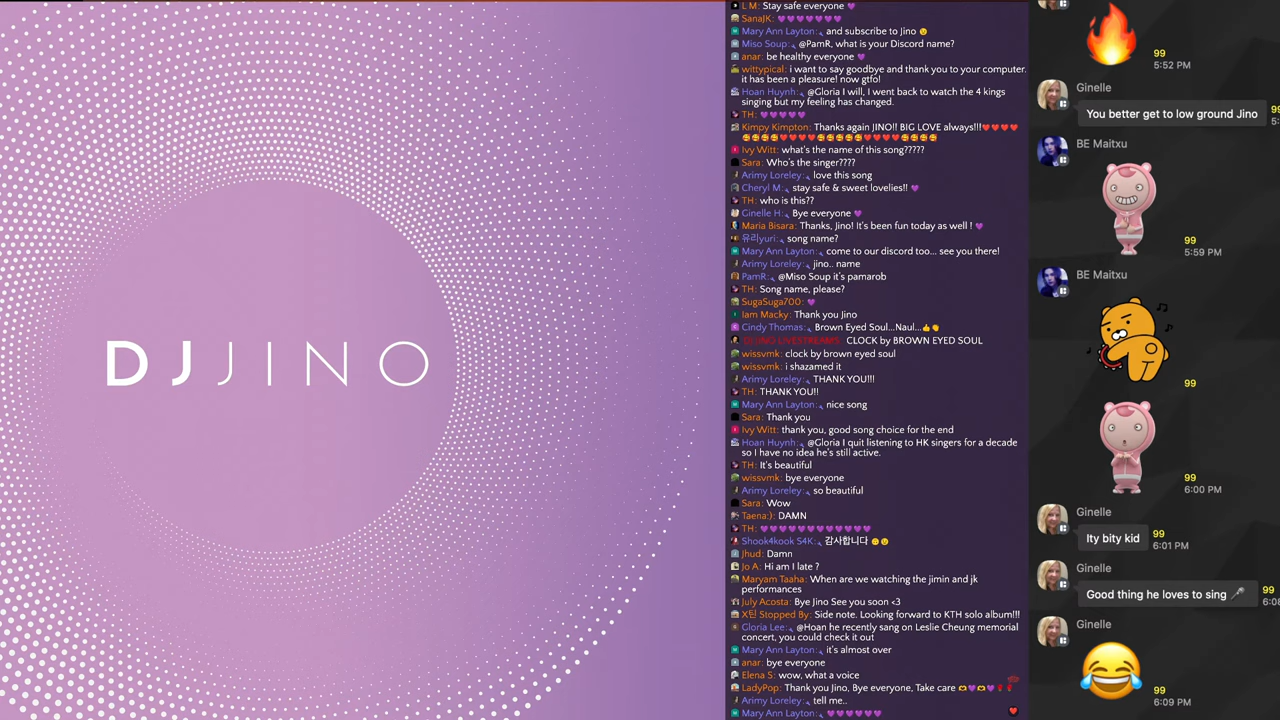 DJJINO
L M: Stay safe everyone 💜
SanaJK: 💜💜💜💜💜💜💜
Mary Ann Layton: and subscribe to Jino 😉
Miso Soup: @PamR, what is your Discord name?
anar: be healthy everyone 💜
wittypical: i want to say goodbye and thank you to your computer.
it has been a pleasure! now gtfo!
Hoan Huynh: @Gloria I will, I went back to watch the 4 kings
singing but my feeling has changed.
TH: 💜💜💜💜💜
Kimpy Kimpton: Thanks again JINO!! BIG LOVE always!!!❤❤❤❤
🥰🥰🥰🥰❤❤❤❤🥰🥰🥰🥰🥰❤❤❤❤🥰🥰🥰
Ivy Witt: what's the name of this song?????
Sara: Who's the singer????
Arimy Loreley: love this song
Cheryl M: stay safe & sweet lovelies!! 💜
TH: who is this??
Ginelle H: Bye everyone 💜
Maria Bisara: Thanks, Jino! It's been fun today as well ! 💜
유리yuri: song name?
Mary Ann Layton: come to our discord too... see you there!
Arimy Loreley: jino.. name
PamR: @Miso Soup it's pamarob
TH: Song name, please?
SugaSuga700: 💜
Iam Macky: Thank you Jino
Cindy Thomas: Brown Eyed Soul...Naul...👍👏
DJ JINO LIVESTREAMS: CLOCK by BROWN EYED SOUL
wissvmk: clock by brown eyed soul
wissvmk: i shazamed it
Arimy Loreley: THANK YOU!!!
TH: THANK YOU!!
Mary Ann Layton: nice song
Sara: Thank you
Ivy Witt: thank you, good song choice for the end
Hoan Huynh: @Gloria I quit listening to HK singers for a decade
so I have no idea he's still active.
TH: It's beautiful
wissvmk: bye everyone
Arimy Loreley: so beautiful
Sara: Wow
Taena:): DAMN
TH: 💜💜💜💜💜💜💜💜💜💜💜💜
Shook4kook S4K: 감사합니다 🙃😉
Jhud: Damn
Jo A: Hi am I late ?
Maryam Taaha: When are we watching the jimin and jk
performances
July Acosta: Bye Jino See you soon <3
X틴 Stopped By: Side note. Looking forward to KTH solo album!!!
Gloria Lee: @Hoan he recently sang on Leslie Cheung memorial
concert, you could check it out
Mary Ann Layton: it's almost over
anar: bye everyone
Elena S: wow, what a voice
LadyPop: Thank you Jino, Bye everyone, Take care 🫶💜🫶💜
Arimy Loreley: tell me..
Mary Ann Layton: 💜💜💜💜💜💜
99
5:52 PM
Ginelle
You better get to low ground Jino
99
BE Maitxu
99
5:59 PM
BE Maitxu
99
99
6:00 PM
Ginelle
Ity bity kid
99
6:01 PM
Ginelle
Good thing he loves to sing 🎤
99
Ginelle
99
6:09 PM